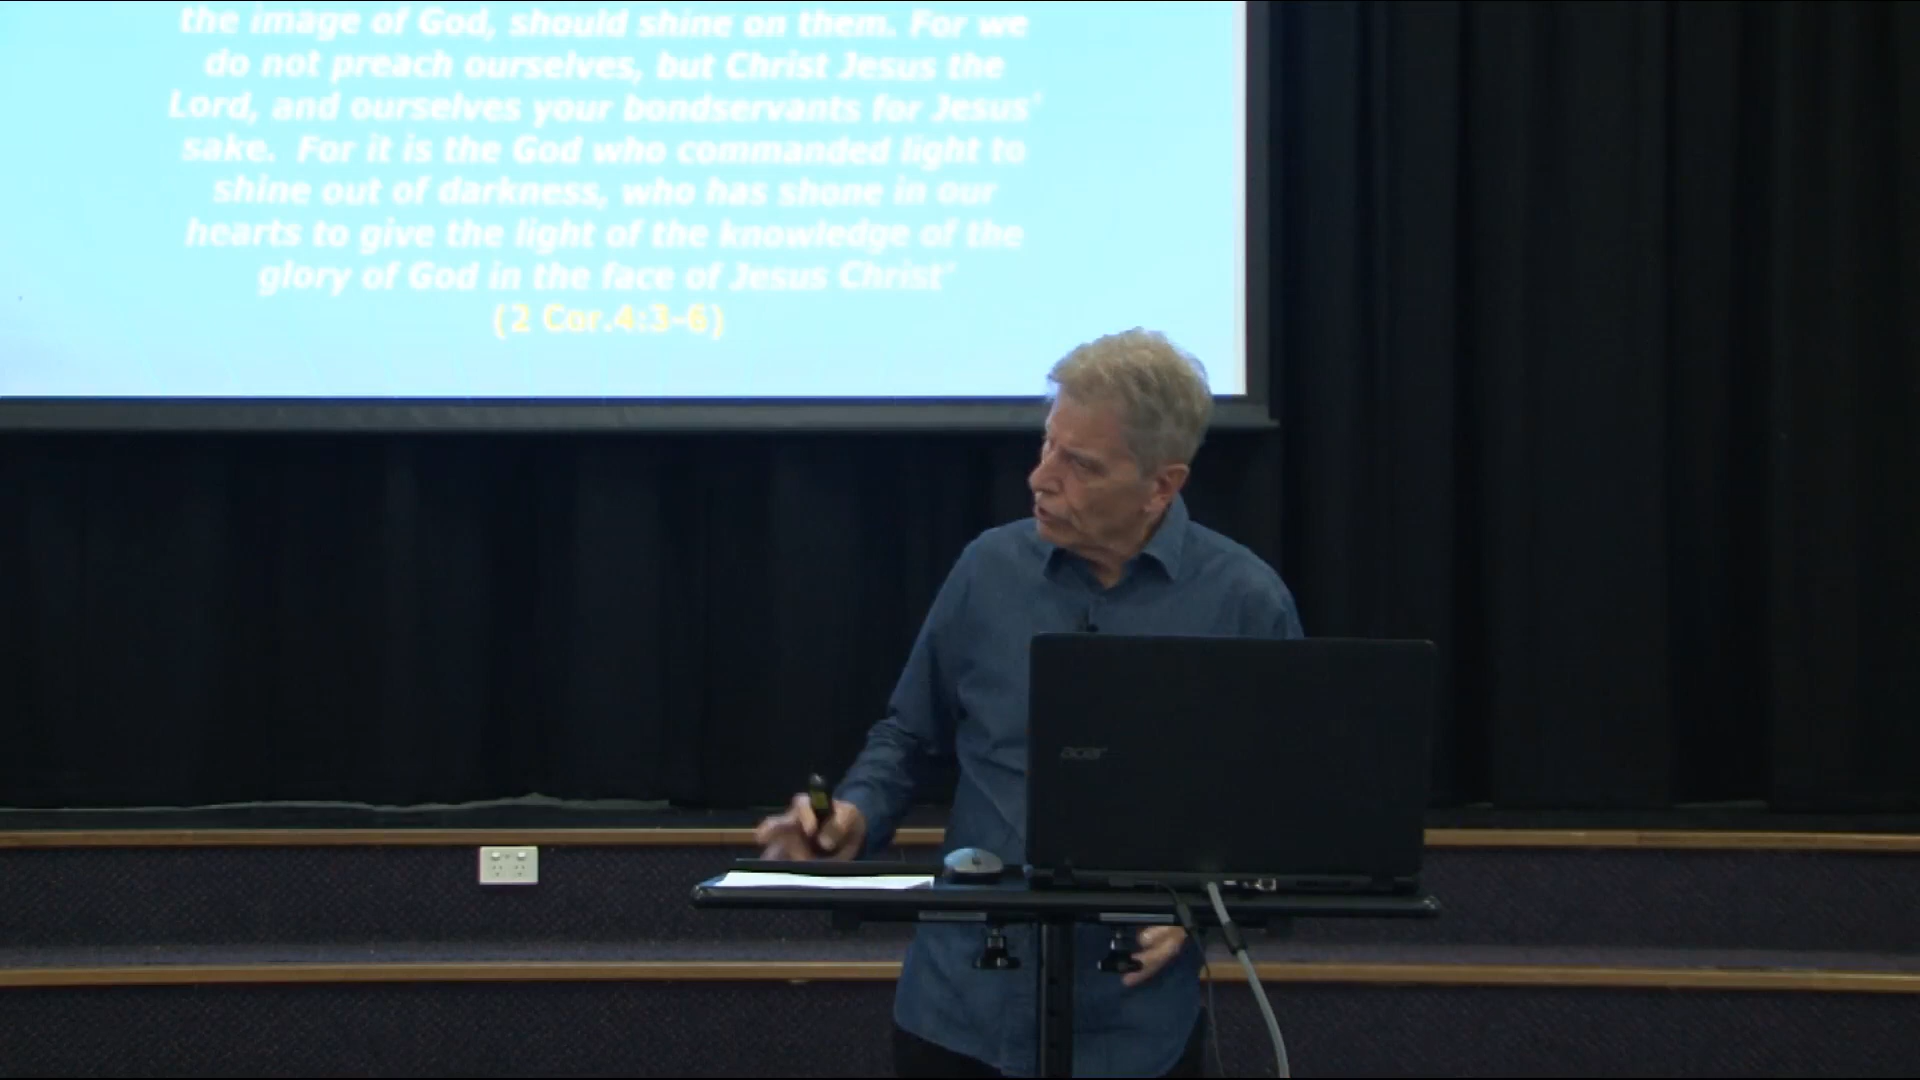 the image of God, should shine on them. For we
do not preach ourselves, but Christ Jesus the
Lord, and ourselves your bondservants for Jesus'
sake.  For it is the God who commanded light to
shine out of darkness, who has shone in our
hearts to give the light of the knowledge of the
glory of God in the face of Jesus Christ'
(2 Cor.4:3-6)
acer